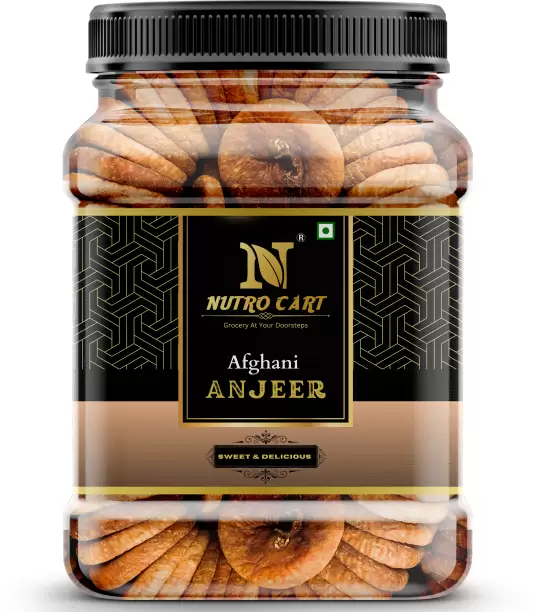 N
®
NUTRO CART
Grocery At Your Doorsteps
Afghani
ANJEER
SWEET & DELICIOUS